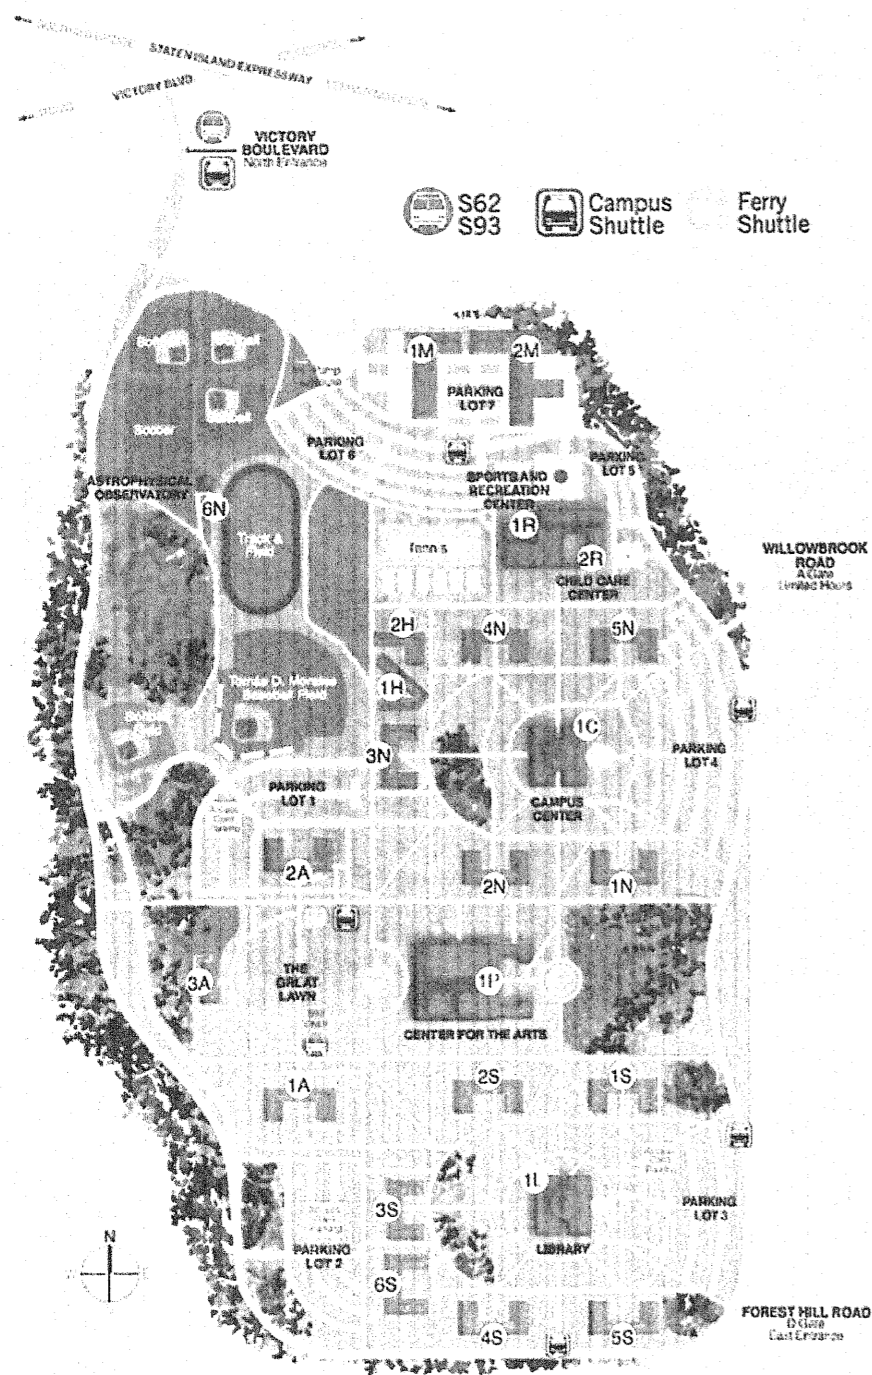 STATEN ISLAND EXPRESSWAY
VICTORY BLVD
VICTORY
BOULEVARD
North Entrance
S62
S93
Campus
Shuttle
Ferry
Shuttle
1M
2M
PARKING
LOT 7
Soccer
PARKING
LOT 6
PARKING
LOT 5
ASTROPHYSICAL
OBSERVATORY
6N
SPORTS AND
RECREATION
CENTER
1R
Track &
Field
Tennis
2R
CHILD CARE
CENTER
WILLOWBROOK
ROAD
A Gate
Limited Hours
2H
4N
5N
1H
1C
3N
PARKING
LOT 4
PARKING
LOT 1
CAMPUS
CENTER
2A
2N
1N
3A
THE
GREAT
LAWN
1P
CENTER FOR THE ARTS
1A
2S
1S
1L
3S
PARKING
LOT 3
N
PARKING
LOT 2
LIBRARY
6S
4S
5S
FOREST HILL ROAD
D Gate
East Entrance